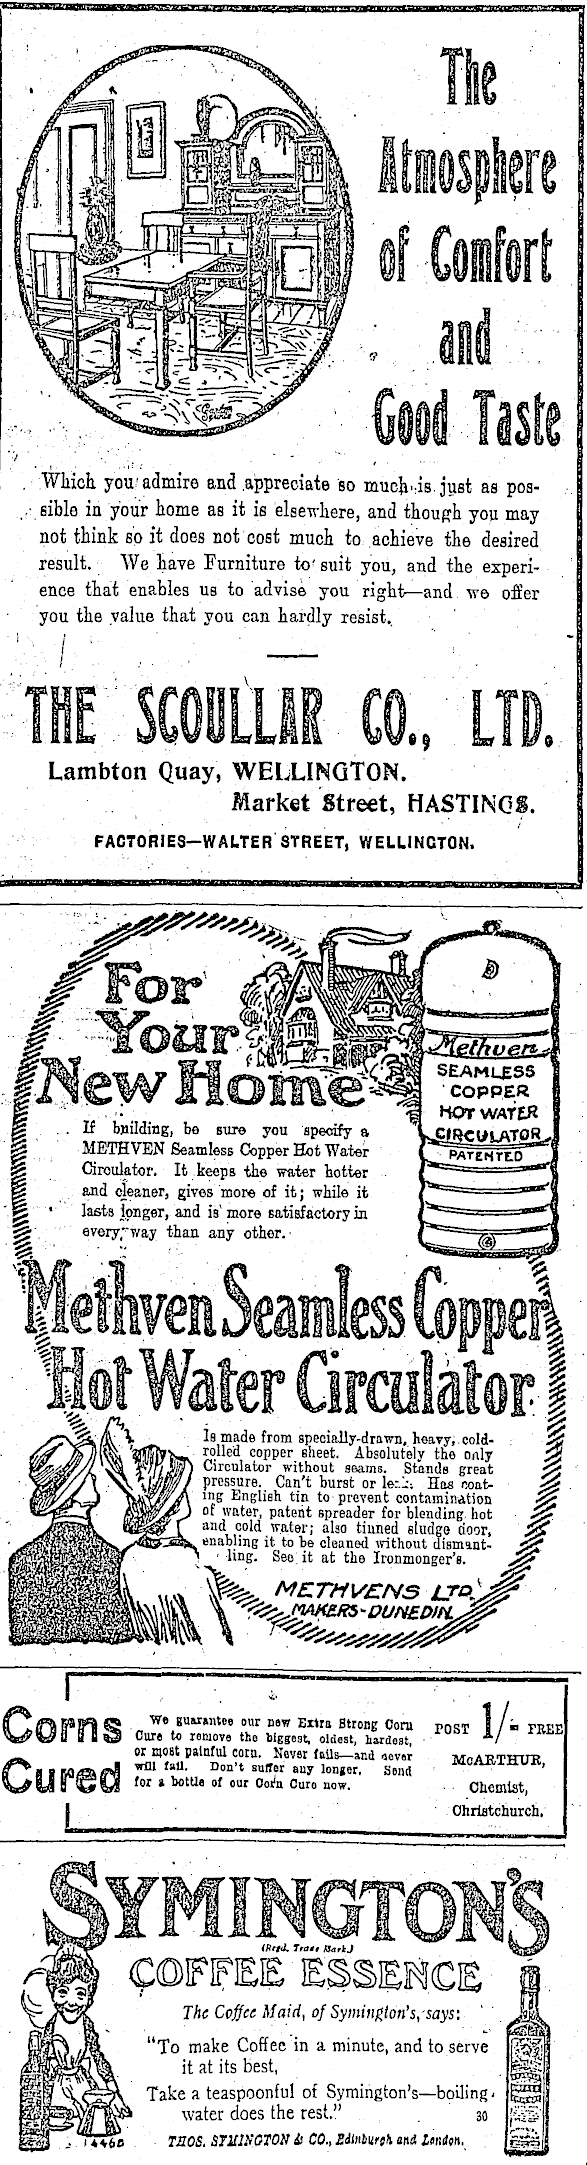 The
Atmosphere
of Comfort
and
Good Taste
Which you admire and appreciate so much is just as pos-
sible in your home as it is elsewhere, and though you may
not think so it does not cost much to achieve the desired
result. We have Furniture to suit you, and the experi-
ence that enables us to advise you right—and we offer
you the value that you can hardly resist.
THE SCOULLAR CO., LTD.
Lambton Quay, WELLINGTON.
Market Street, HASTINGS.
FACTORIES—WALTER STREET, WELLINGTON.
For
Your
New Home
If building, be sure you specify a
METHVEN Seamless Copper Hot Water
Circulator. It keeps the water hotter
and cleaner, gives more of it; while it
lasts longer, and is more satisfactory in
every way than any other.
Methven
SEAMLESS
COPPER
HOT WATER
CIRCULATOR
PATENTED
Methven Seamless Copper
Hot Water Circulator
Is made from specially-drawn, heavy, cold-
rolled copper sheet. Absolutely the only
Circulator without seams. Stands great
pressure. Can't burst or leak. Has coat-
ing English tin to prevent contamination
of water, patent spreader for blending hot
and cold water; also tinned sludge door,
enabling it to be cleaned without dismant-
ling. See it at the Ironmonger's.
METHVENS LTD.
MAKERS-DUNEDIN.
Corns
Cured
We guarantee our new Extra Strong Corn
Cure to remove the biggest, oldest, hardest,
or most painful corn. Never fails—and never
will fail. Don't suffer any longer. Send
for a bottle of our Corn Cure now.
POST 1/- FREE
McARTHUR,
Chemist,
Christchurch.
SYMINGTON'S
(Regd. Trade Mark.)
COFFEE ESSENCE
The Coffee Maid, of Symington's, says:
"To make Coffee in a minute, and to serve
it at its best,
Take a teaspoonful of Symington's—boiling
water does the rest." 30
THOS. SYMINGTON & CO., Edinburgh and London.